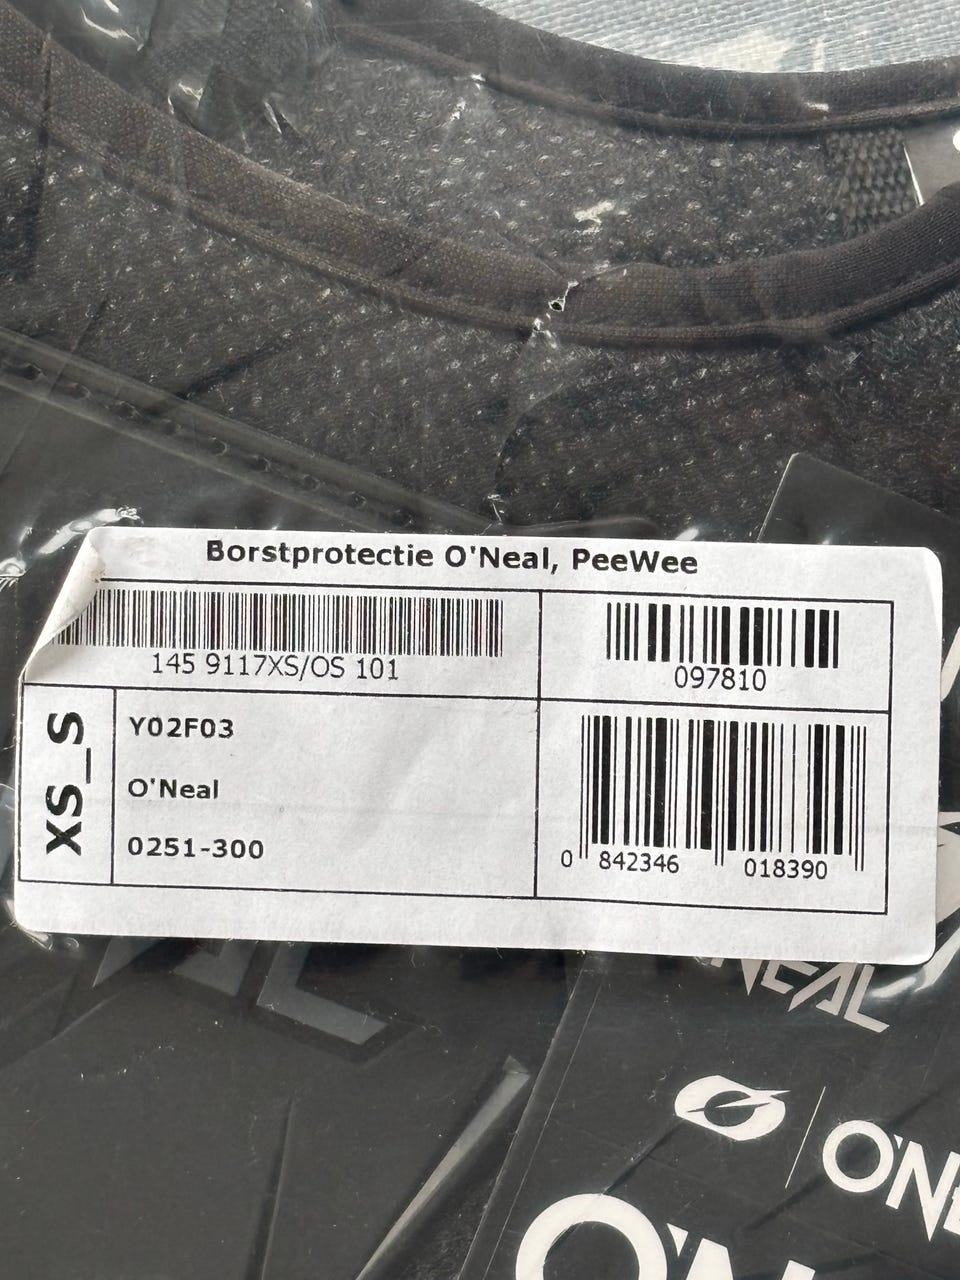 Borstprotectie O'Neal, PeeWee
145 9117XS/OS 101
097810
XS_S
Y02F03
O'Neal
0251-300
0 842346 018390
NEAL
O'NE
O'N